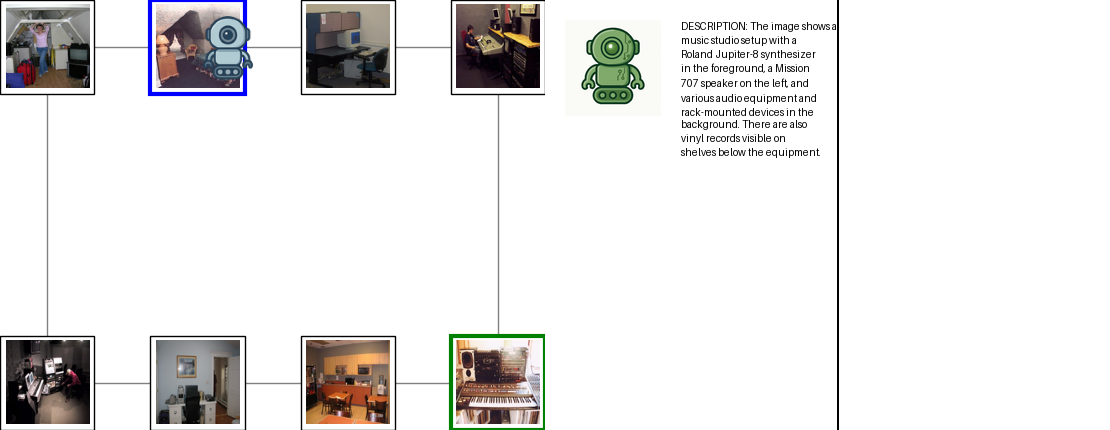 DESCRIPTION: The image shows a
music studio setup with a
Roland Jupiter-8 synthesizer
in the foreground, a Mission
707 speaker on the left, and
various audio equipment and
rack-mounted devices in the
background. There are also
vinyl records visible on
shelves below the equipment.